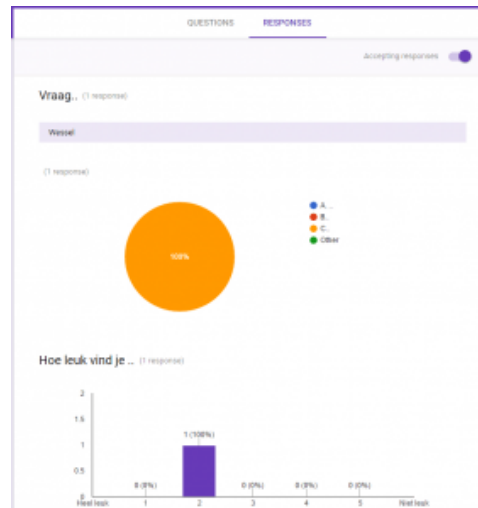 QUESTIONS RESPONSES
Accepting responses
Vraag.. (1 response)
Wessel
(1 response)
100%
A. ..
B..
C..
Other
Hoe leuk vind je .. (1 response)
2
1.5
1
0.5
0
0 (0%) 1 (100%) 0 (0%) 0 (0%) 0 (0%)
Heel leuk 1 2 3 4 5 Niet leuk